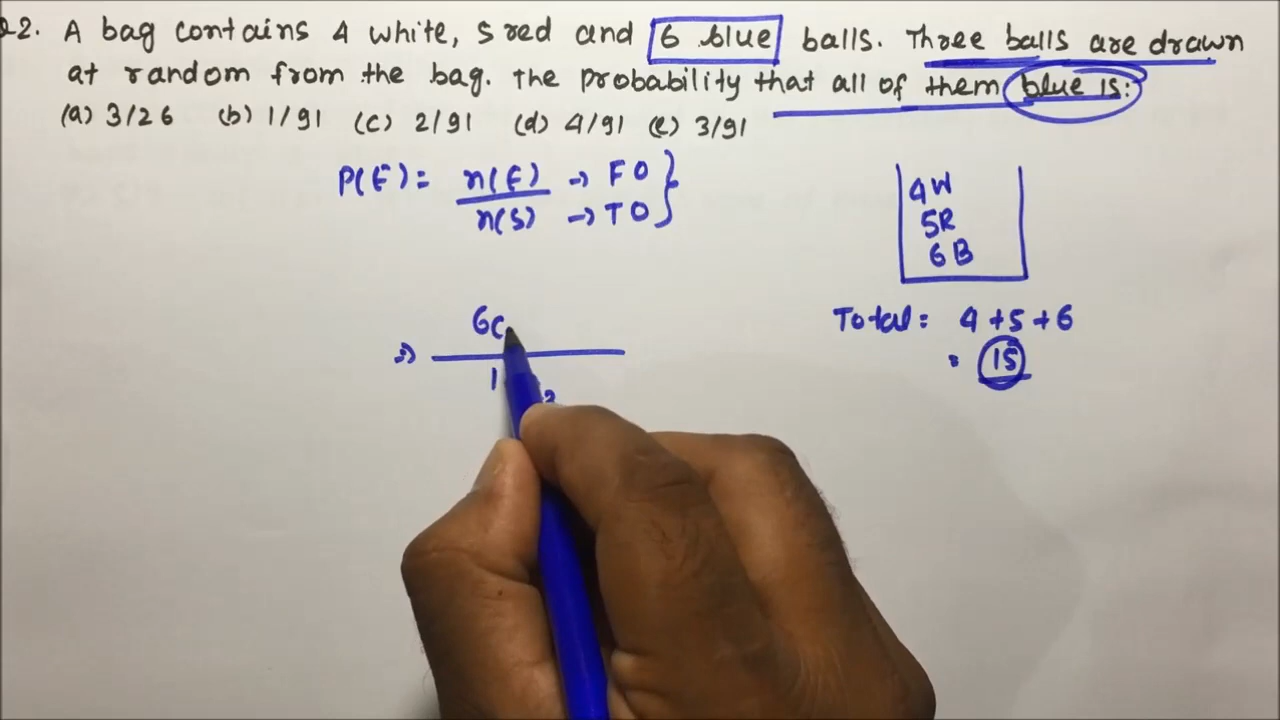 Q2. A bag contains 4 white, 5 red and 6 blue balls. Three balls are drawn
at random from the bag. The probability that all of them blue is:
(a) 3/26 (b) 1/91 (c) 2/91 (d) 4/91 (e) 3/91
P(E) = n(E) → FO
n(S) → TO
4W
5R
6B
Total = 4+5+6
= 15
⇒ 6c
1